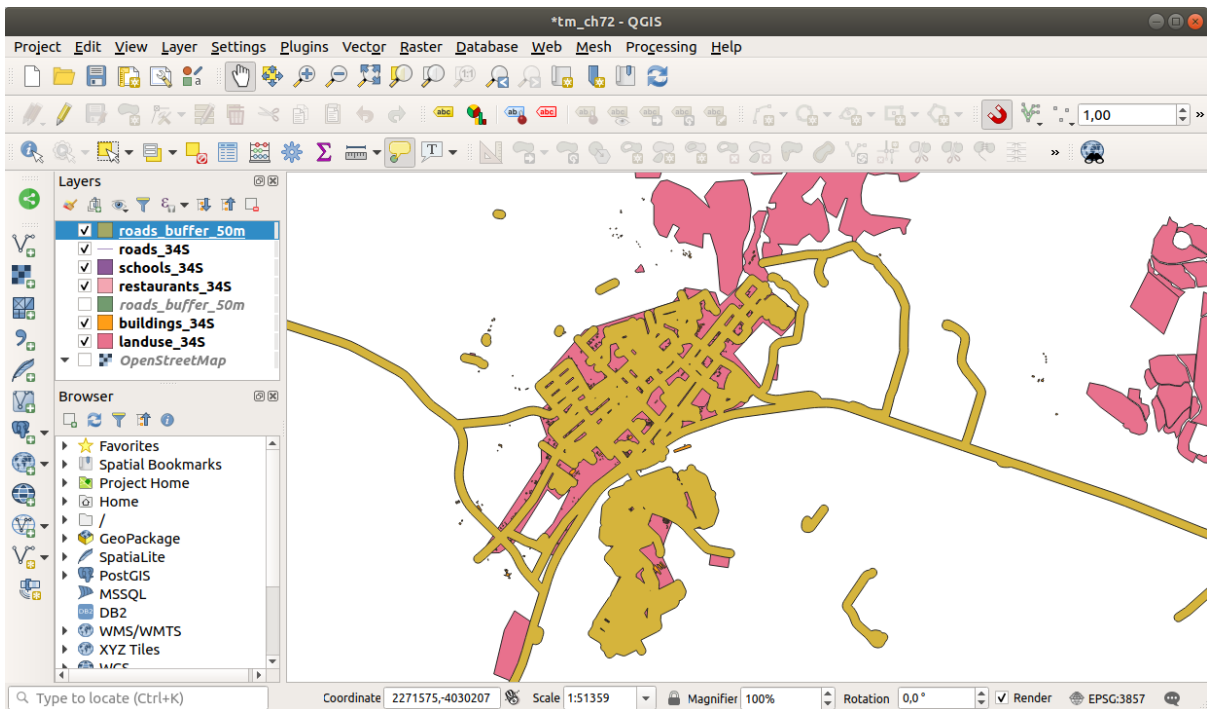 *tm_ch72 - QGIS
Project Edit View Layer Settings Plugins Vector Raster Database Web Mesh Processing Help
1,00
Layers
roads_buffer_50m
roads_34S
schools_34S
restaurants_34S
roads_buffer_50m
buildings_34S
landuse_34S
OpenStreetMap
Browser
Favorites
Spatial Bookmarks
Project Home
Home
/
GeoPackage
SpatiaLite
PostGIS
MSSQL
DB2
WMS/WMTS
XYZ Tiles
WCS
Type to locate (Ctrl+K) Coordinate 2271575,-4030207 Scale 1:51359 Magnifier 100% Rotation 0,0 ° Render EPSG:3857